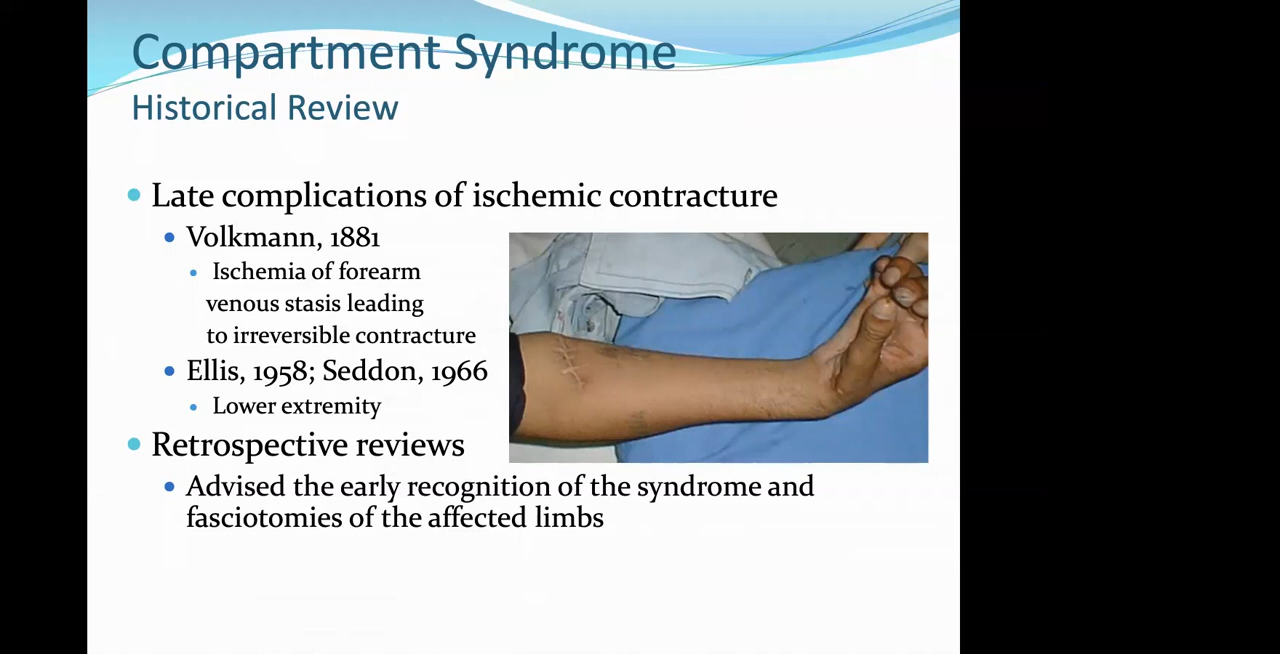 Compartment Syndrome
Historical Review
Late complications of ischemic contracture
Volkmann, 1881
Ischemia of forearm
venous stasis leading
to irreversible contracture
Ellis, 1958; Seddon, 1966
Lower extremity
Retrospective reviews
Advised the early recognition of the syndrome and
fasciotomies of the affected limbs